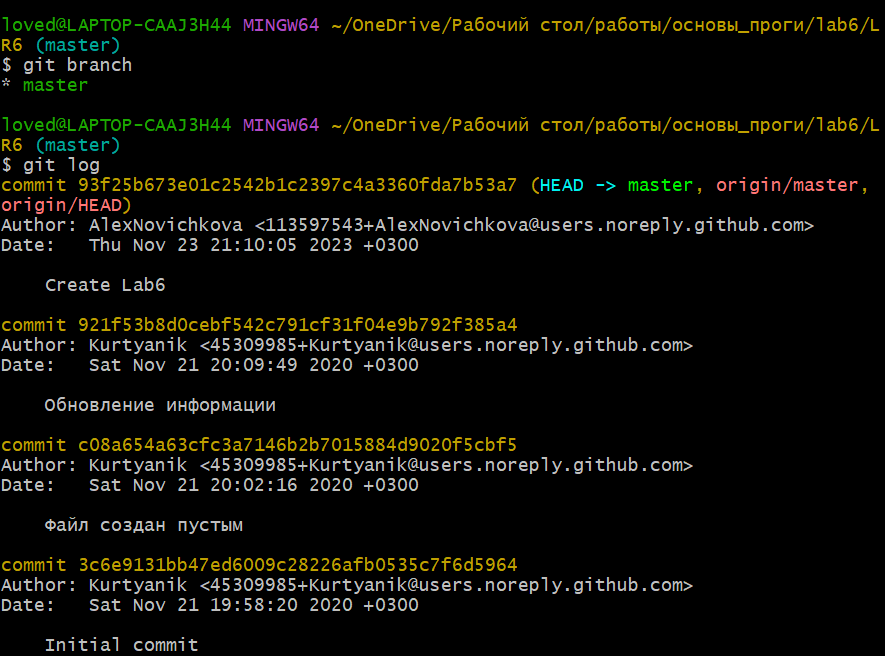 loved@LAPTOP-CAAJ3H44 MINGW64 ~/OneDrive/Рабочий стол/работы/основы_проги/lab6/L
R6 (master)
$ git branch
* master
loved@LAPTOP-CAAJ3H44 MINGW64 ~/OneDrive/Рабочий стол/работы/основы_проги/lab6/L
R6 (master)
$ git log
commit 93f25b673e01c2542b1c2397c4a3360fda7b53a7 (HEAD -> master, origin/master,
origin/HEAD)
Author: AlexNovichkova <113597543+AlexNovichkova@users.noreply.github.com>
Date:   Thu Nov 23 21:10:05 2023 +0300
    Create Lab6
commit 921f53b8d0cebf542c791cf31f04e9b792f385a4
Author: Kurtyanik <45309985+Kurtyanik@users.noreply.github.com>
Date:   Sat Nov 21 20:09:49 2020 +0300
    Обновление информации
commit c08a654a63cfc3a7146b2b7015884d9020f5cbf5
Author: Kurtyanik <45309985+Kurtyanik@users.noreply.github.com>
Date:   Sat Nov 21 20:02:16 2020 +0300
    Файл создан пустым
commit 3c6e9131bb47ed6009c28226afb0535c7f6d5964
Author: Kurtyanik <45309985+Kurtyanik@users.noreply.github.com>
Date:   Sat Nov 21 19:58:20 2020 +0300
    Initial commit